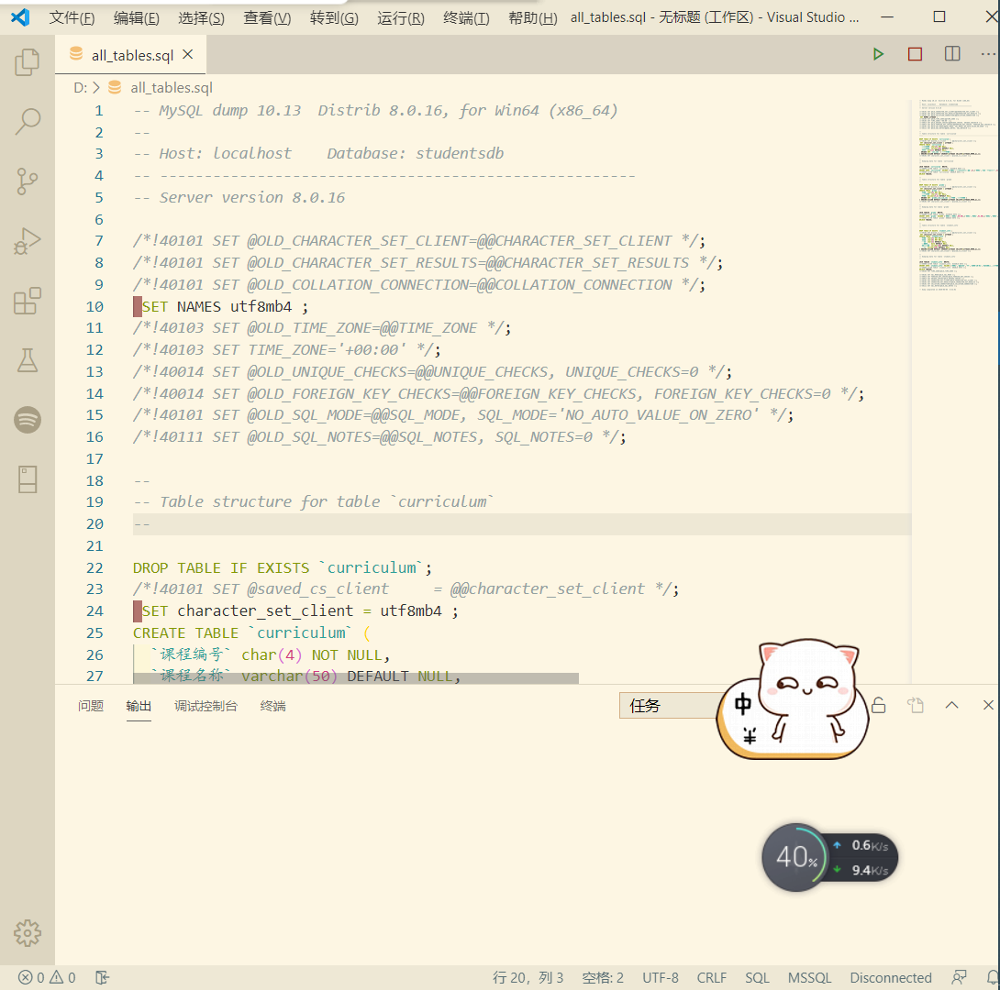 文件(F) 编辑(E) 选择(S) 查看(V) 转到(G) 运行(R) 终端(T) 帮助(H) all_tables.sql - 无标题 (工作区) - Visual Studio ...
all_tables.sql
D: > all_tables.sql
1 -- MySQL dump 10.13  Distrib 8.0.16, for Win64 (x86_64)
2 --
3 -- Host: localhost    Database: studentsdb
4 -- ------------------------------------------------------
5 -- Server version 8.0.16
6
7 /*!40101 SET @OLD_CHARACTER_SET_CLIENT=@@CHARACTER_SET_CLIENT */;
8 /*!40101 SET @OLD_CHARACTER_SET_RESULTS=@@CHARACTER_SET_RESULTS */;
9 /*!40101 SET @OLD_COLLATION_CONNECTION=@@COLLATION_CONNECTION */;
10 SET NAMES utf8mb4 ;
11 /*!40103 SET @OLD_TIME_ZONE=@@TIME_ZONE */;
12 /*!40103 SET TIME_ZONE='+00:00' */;
13 /*!40014 SET @OLD_UNIQUE_CHECKS=@@UNIQUE_CHECKS, UNIQUE_CHECKS=0 */;
14 /*!40014 SET @OLD_FOREIGN_KEY_CHECKS=@@FOREIGN_KEY_CHECKS, FOREIGN_KEY_CHECKS=0 */;
15 /*!40101 SET @OLD_SQL_MODE=@@SQL_MODE, SQL_MODE='NO_AUTO_VALUE_ON_ZERO' */;
16 /*!40111 SET @OLD_SQL_NOTES=@@SQL_NOTES, SQL_NOTES=0 */;
17
18 --
19 -- Table structure for table `curriculum`
20 --
21
22 DROP TABLE IF EXISTS `curriculum`;
23 /*!40101 SET @saved_cs_client     = @@character_set_client */;
24 SET character_set_client = utf8mb4 ;
25 CREATE TABLE `curriculum` (
26 `课程编号` char(4) NOT NULL,
27 `课程名称` varchar(50) DEFAULT NULL,
问题 输出 调试控制台 终端 任务
中
¥
40% 0.6K/s
9.4K/s
0 0 行 20，列 3 空格: 2 UTF-8 CRLF SQL MSSQL Disconnected